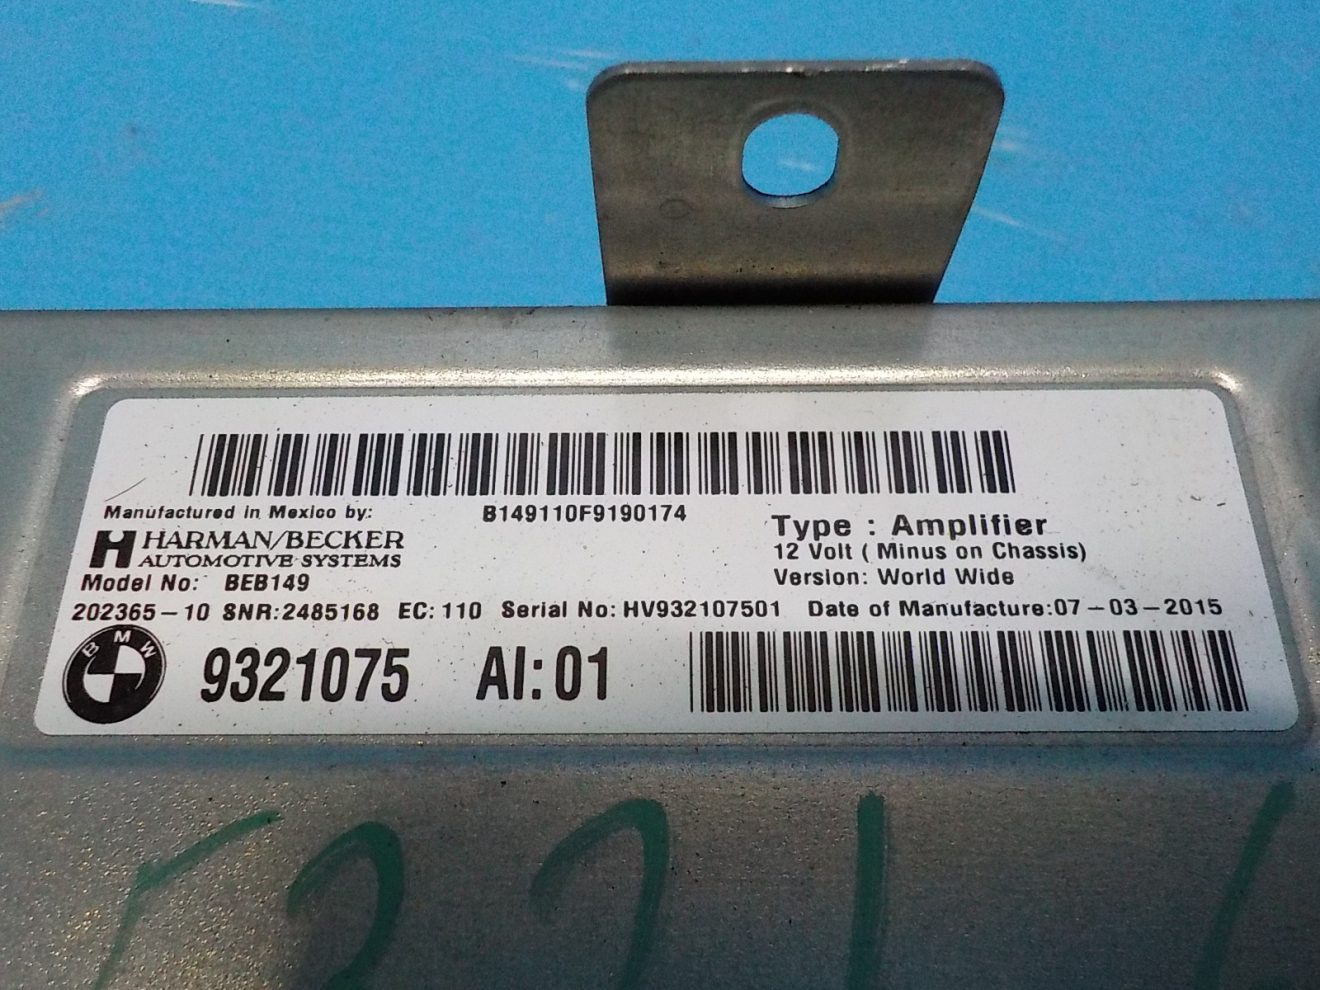 B149110F9190174
Manufactured in Mexico by:
HARMAN/BECKER
AUTOMOTIVE SYSTEMS
Type : Amplifier
12 Volt ( Minus on Chassis)
Model No: BEB149
Version: World Wide
202365-10 SNR:2485168 EC: 110 Serial No: HV932107501 Date of Manufacture:07-03-2015
BMW 9321075 AI: 01